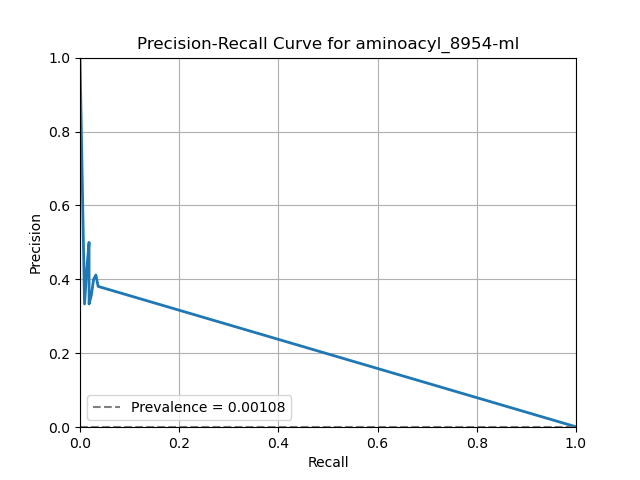 Precision-Recall Curve for aminoacyl_8954-ml
Precision
1.0
0.8
0.6
0.4
0.2
0.0
Prevalence = 0.00108
0.0 0.2 0.4 0.6 0.8 1.0
Recall